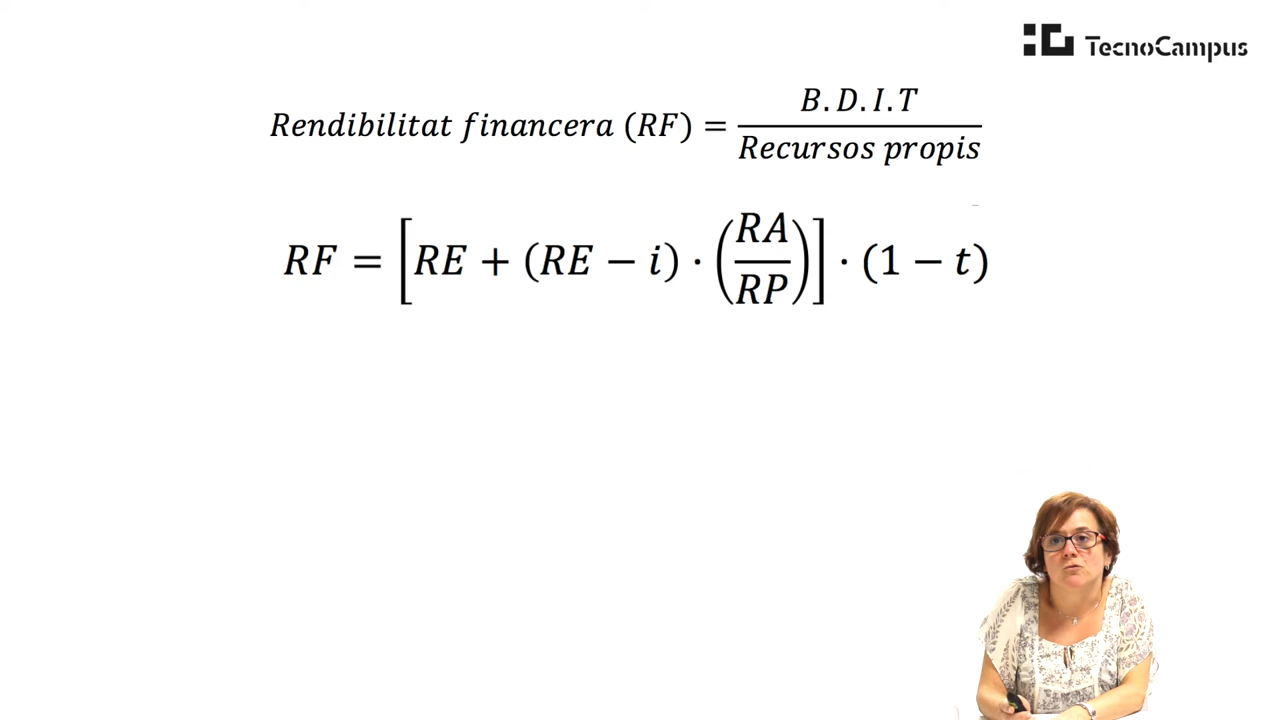 TecnoCampus
Rendibilitat financera (RF) = B.D.I.T / Recursos propis
RF = [RE + (RE − i) · (RA / RP)] · (1 − t)